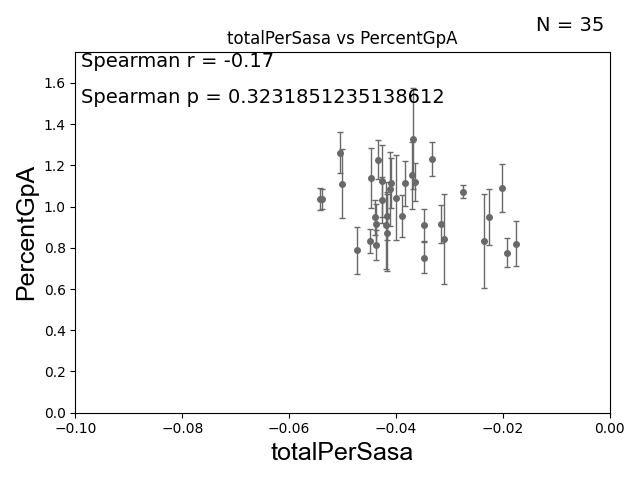 N = 35
totalPerSasa vs PercentGpA
Spearman r = -0.17
Spearman p = 0.3231851235138612
PercentGpA
1.6
1.4
1.2
1.0
0.8
0.6
0.4
0.2
0.0
−0.10 −0.08 −0.06 −0.04 −0.02 0.00
totalPerSasa